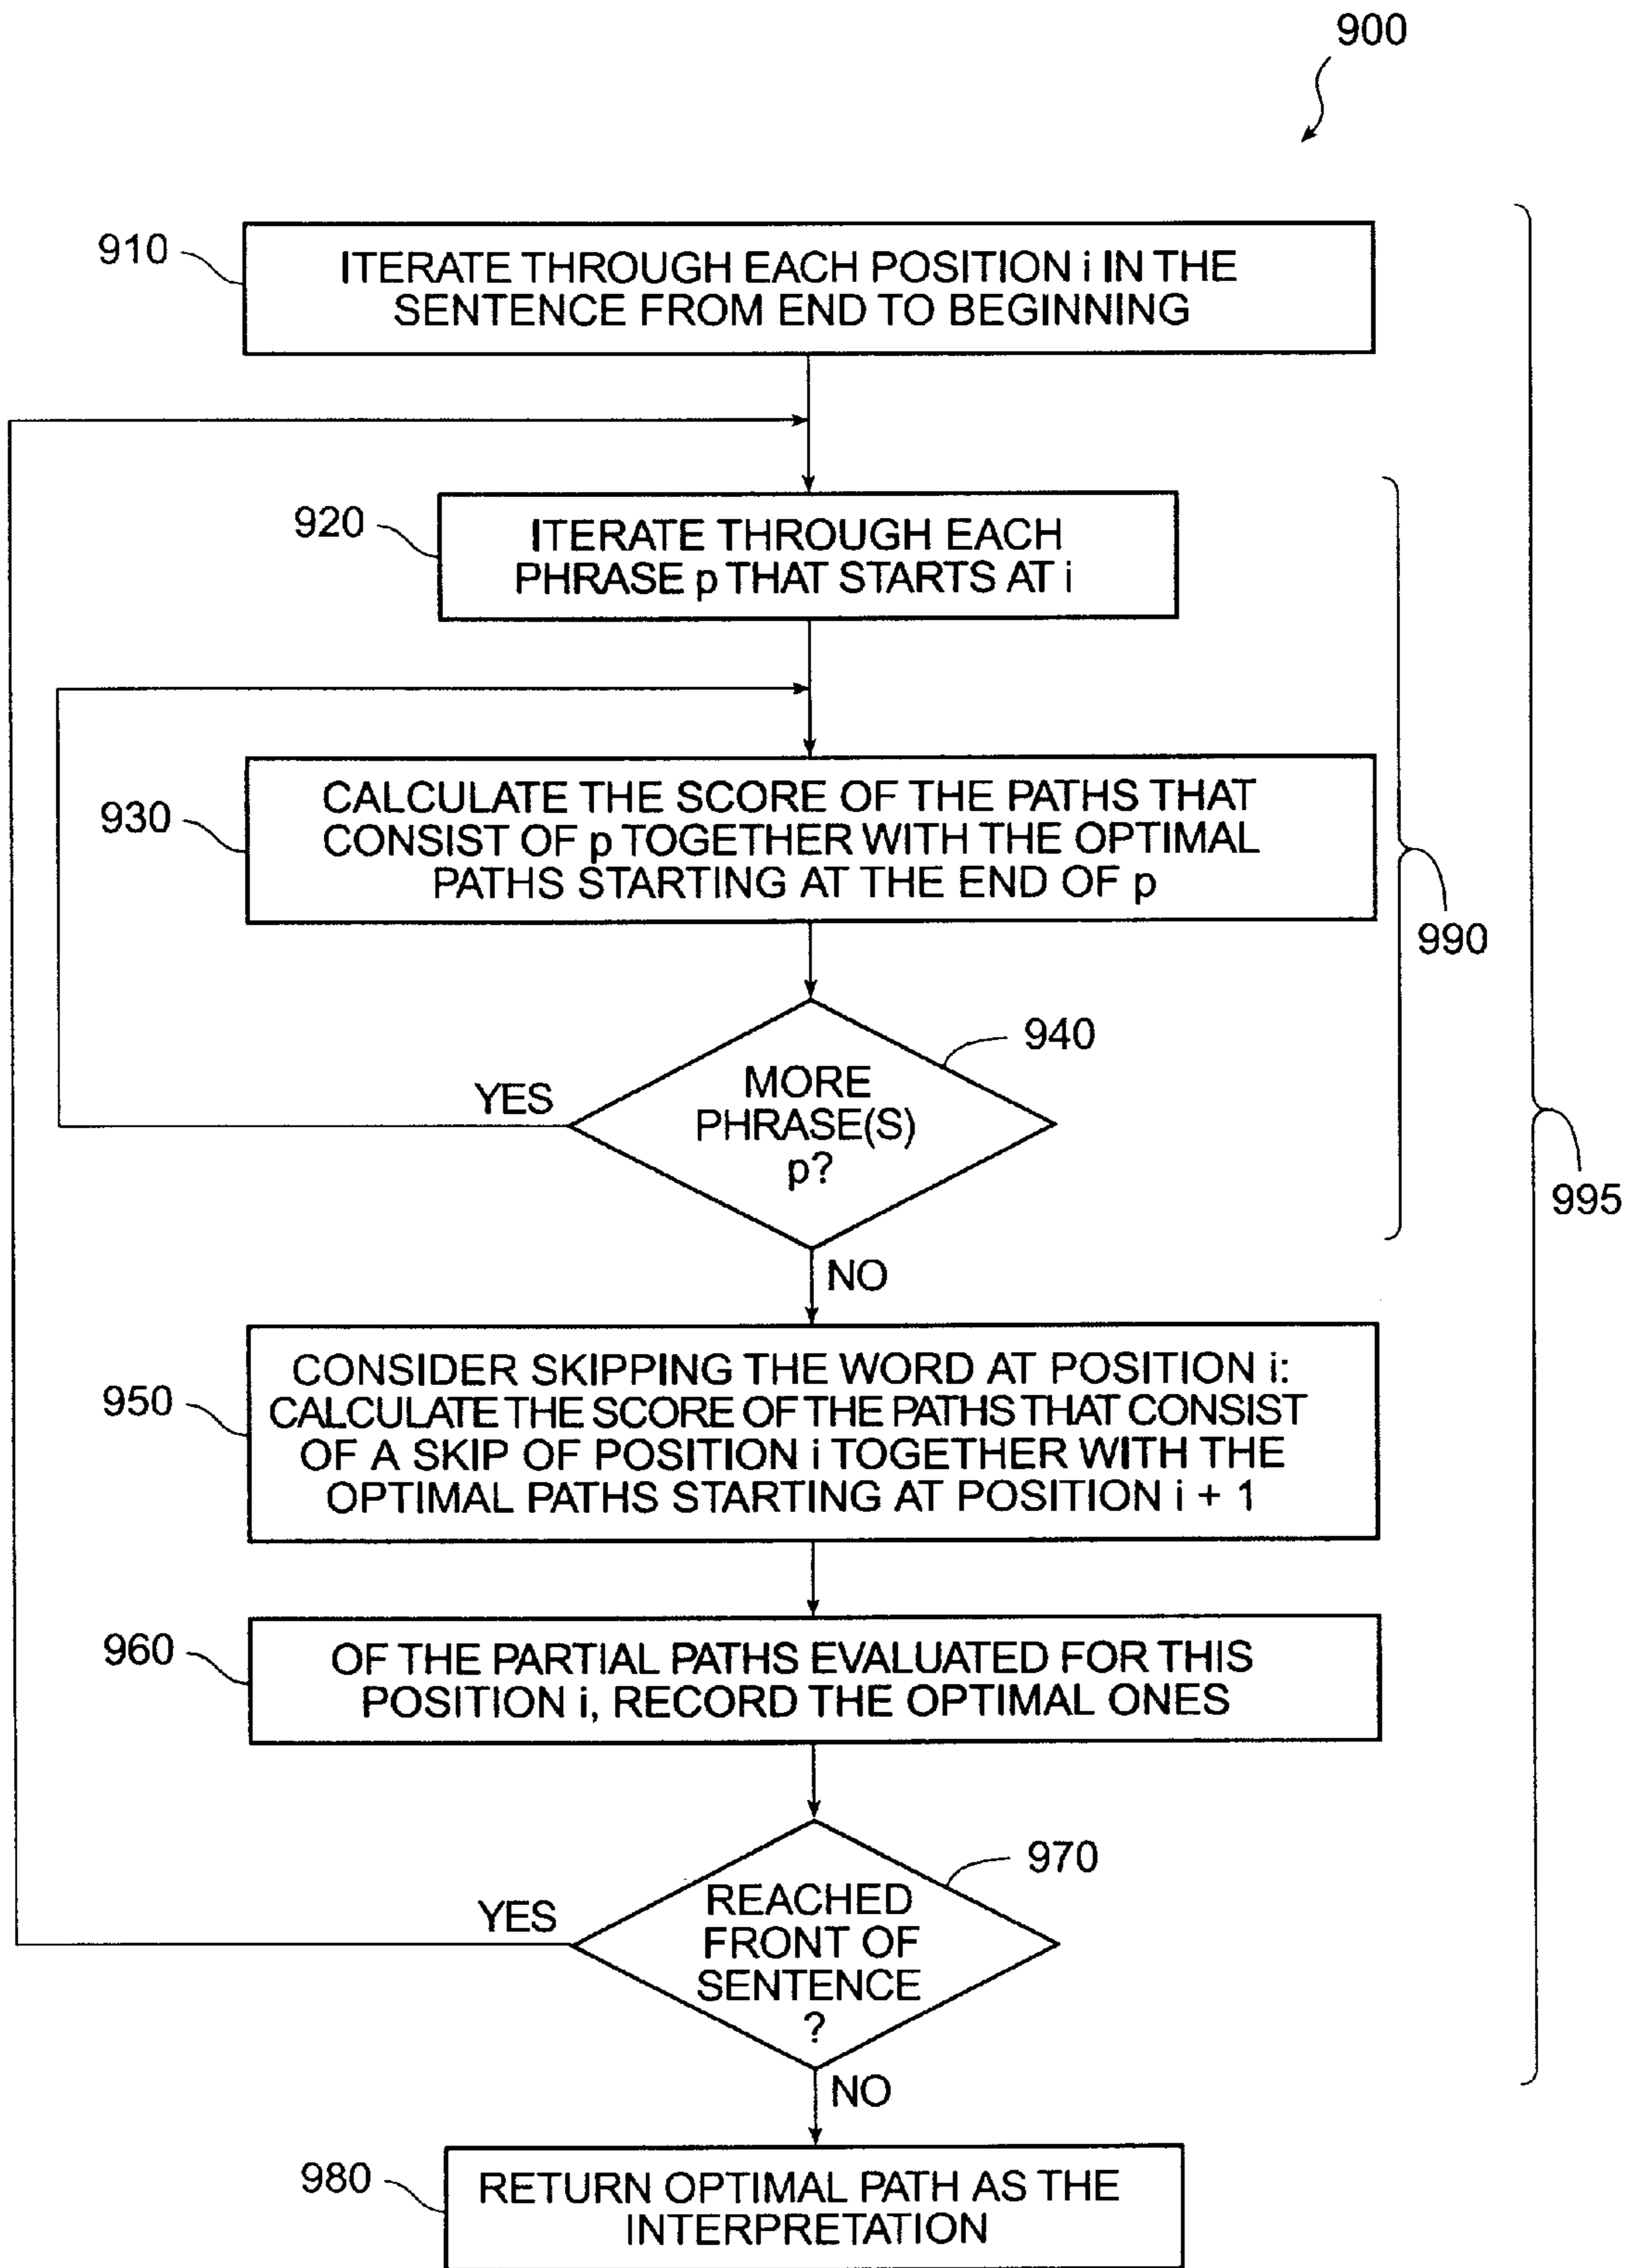 900
910
ITERATE THROUGH EACH POSITION i IN THE
SENTENCE FROM END TO BEGINNING
920
ITERATE THROUGH EACH
PHRASE p THAT STARTS AT i
930
CALCULATE THE SCORE OF THE PATHS THAT
CONSIST OF p TOGETHER WITH THE OPTIMAL
PATHS STARTING AT THE END OF p
990
940
MORE
PHRASE(S)
p?
YES
995
NO
950
CONSIDER SKIPPING THE WORD AT POSITION i:
CALCULATE THE SCORE OF THE PATHS THAT CONSIST
OF A SKIP OF POSITION i TOGETHER WITH THE
OPTIMAL PATHS STARTING AT POSITION i + 1
960
OF THE PARTIAL PATHS EVALUATED FOR THIS
POSITION i, RECORD THE OPTIMAL ONES
970
YES
REACHED
FRONT OF
SENTENCE
?
NO
980
RETURN OPTIMAL PATH AS THE
INTERPRETATION